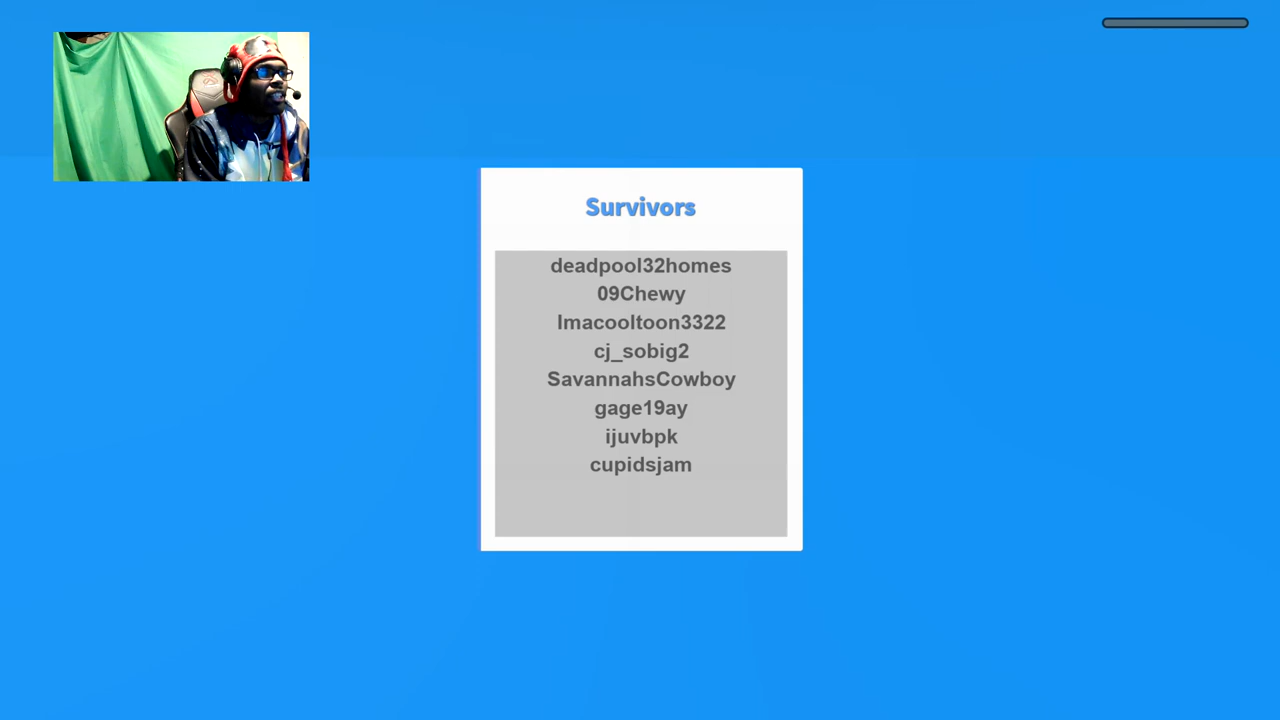 Survivors
deadpool32homes
09Chewy
Imacooltoon3322
cj_sobig2
SavannahsCowboy
gage19ay
ijuvbpk
cupidsjam